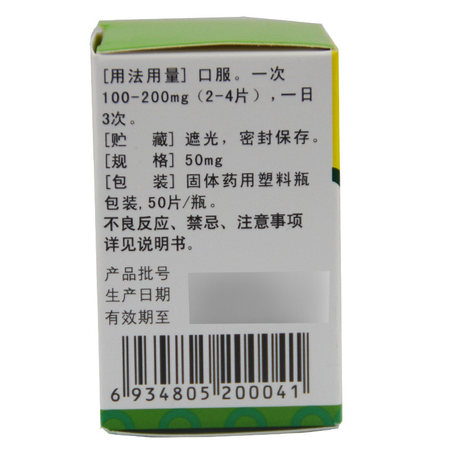 [用法用量] 口服。一次
100-200mg（2-4片）,一日
3次。
[贮　藏] 遮光，密封保存。
[规　格] 50mg
[包　装] 固体药用塑料瓶
包装,50片/瓶。
不良反应、禁忌、注意事项
详见说明书。
产品批号
生产日期
有效期至
6 934805 200041